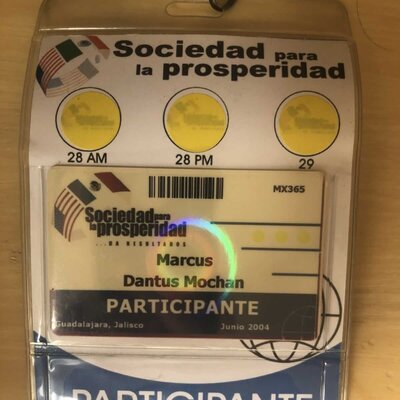 Sociedad para
la prosperidad
28 AM
28 PM
29
MX365
Sociedad para
la prosperidad
...DA RESULTADOS
Marcus
Dantus Mochan
PARTICIPANTE
Guadalajara, Jalisco
Junio 2004
PARTICIPANTE